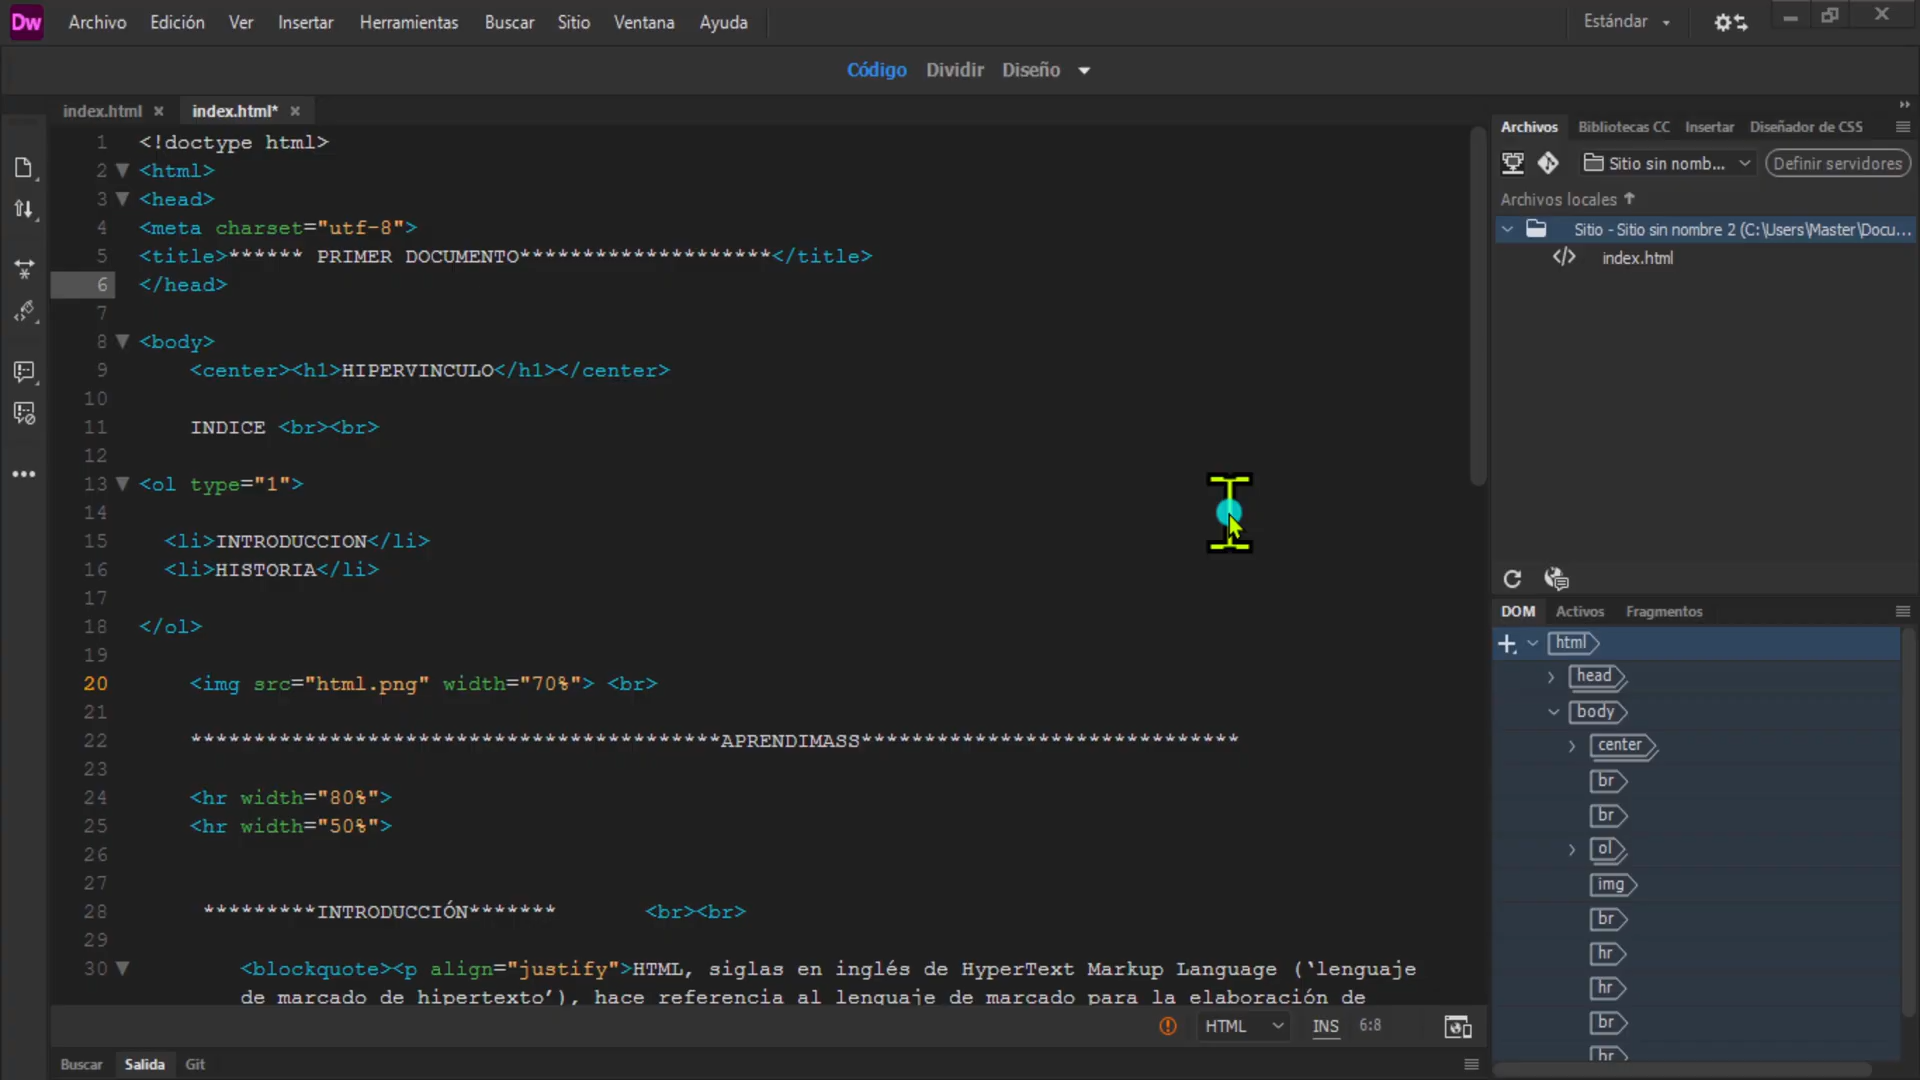 Dw Archivo Edición Ver Insertar Herramientas Buscar Sitio Ventana Ayuda Estándar
Código Dividir Diseño
index.html × index.html* ×
1 <!doctype html>
2 <html>
3 <head>
4 <meta charset="utf-8">
5 <title>****** PRIMER DOCUMENTO********************</title>
6 </head>
7
8 <body>
9 <center><h1>HIPERVINCULO</h1></center>
10
11 INDICE <br><br>
12
13 <ol type="1">
14
15 <li>INTRODUCCION</li>
16 <li>HISTORIA</li>
17
18 </ol>
19
20 <img src="html.png" width="70%"> <br>
21
22 ******************************************APRENDIMASS******************************
23
24 <hr width="80%">
25 <hr width="50%">
26
27
28 *********INTRODUCCIÓN******* <br><br>
29
30 <blockquote><p align="justify">HTML, siglas en inglés de HyperText Markup Language (‘lenguaje
de marcado de hipertexto’), hace referencia al lenguaje de marcado para la elaboración de
HTML INS 6:8
Buscar Salida Git
Archivos Bibliotecas CC Insertar Diseñador de CSS
Sitio sin nomb... Definir servidores
Archivos locales
Sitio - Sitio sin nombre 2 (C:\Users\Master\Docu...
index.html
DOM Activos Fragmentos
html
head
body
center
br
br
ol
img
br
hr
hr
br
br